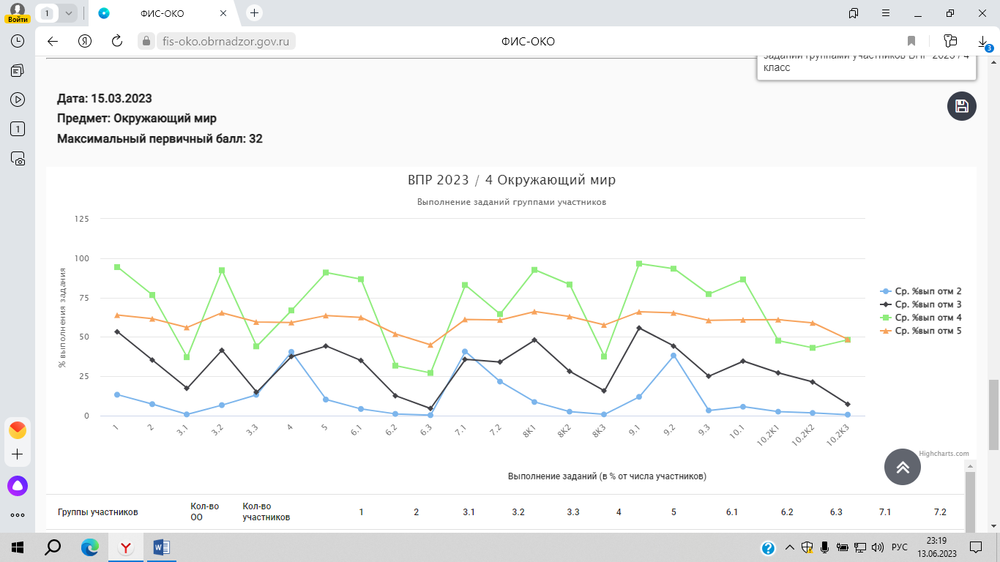 Войти
1
ФИС-ОКО
fis-oko.obrnadzor.gov.ru
ФИС-ОКО
3
1
заданий группами участников ВПР 2023 / 4
класс
Дата: 15.03.2023
Предмет: Окружающий мир
Максимальный первичный балл: 32
ВПР 2023 / 4 Окружающий мир
Выполнение заданий группами участников
% выполнения задания
125
100
75
50
25
0
1
2
3.1
3.2
3.3
4
5
6.1
6.2
6.3
7.1
7.2
8K1
8K2
8K3
9.1
9.2
9.3
10.1
10.2K1
10.2K2
10.2K3
Ср. %вып отм 2
Ср. %вып отм 3
Ср. %вып отм 4
Ср. %вып отм 5
Highcharts.com
Выполнение заданий (в % от числа участников)
Группы участников
Кол-во
ОО
Кол-во
участников
1 2 3.1 3.2 3.3 4 5 6.1 6.2 6.3 7.1 7.2
РУС
23:19
13.06.2023